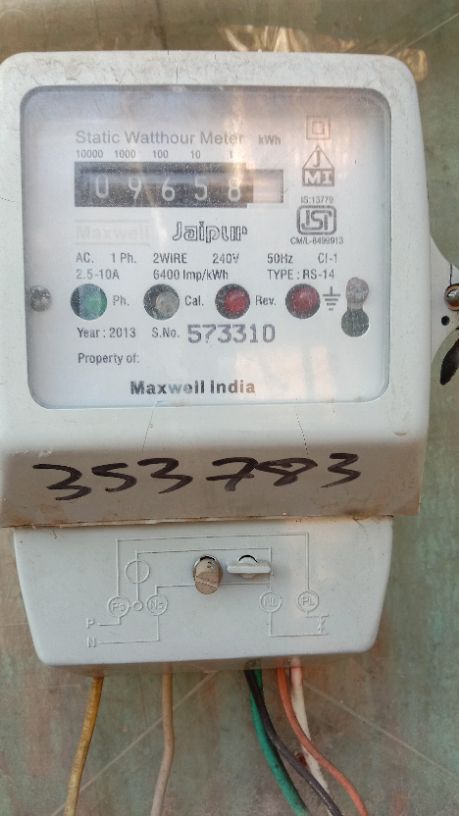 Static Watthour Meter kWh
10000 1000 100 10 1
09658
JMI
IS:13779
ISI
CM/L-8499913
Maxwell Jaipur
AC. 1 Ph. 2WIRE 240V 50Hz Cl-1
2.5-10A 6400 Imp/kWh TYPE : RS-14
Ph. Cal. Rev.
Year : 2013 S.No. 573310
Property of:
Maxwell India
353783
P N